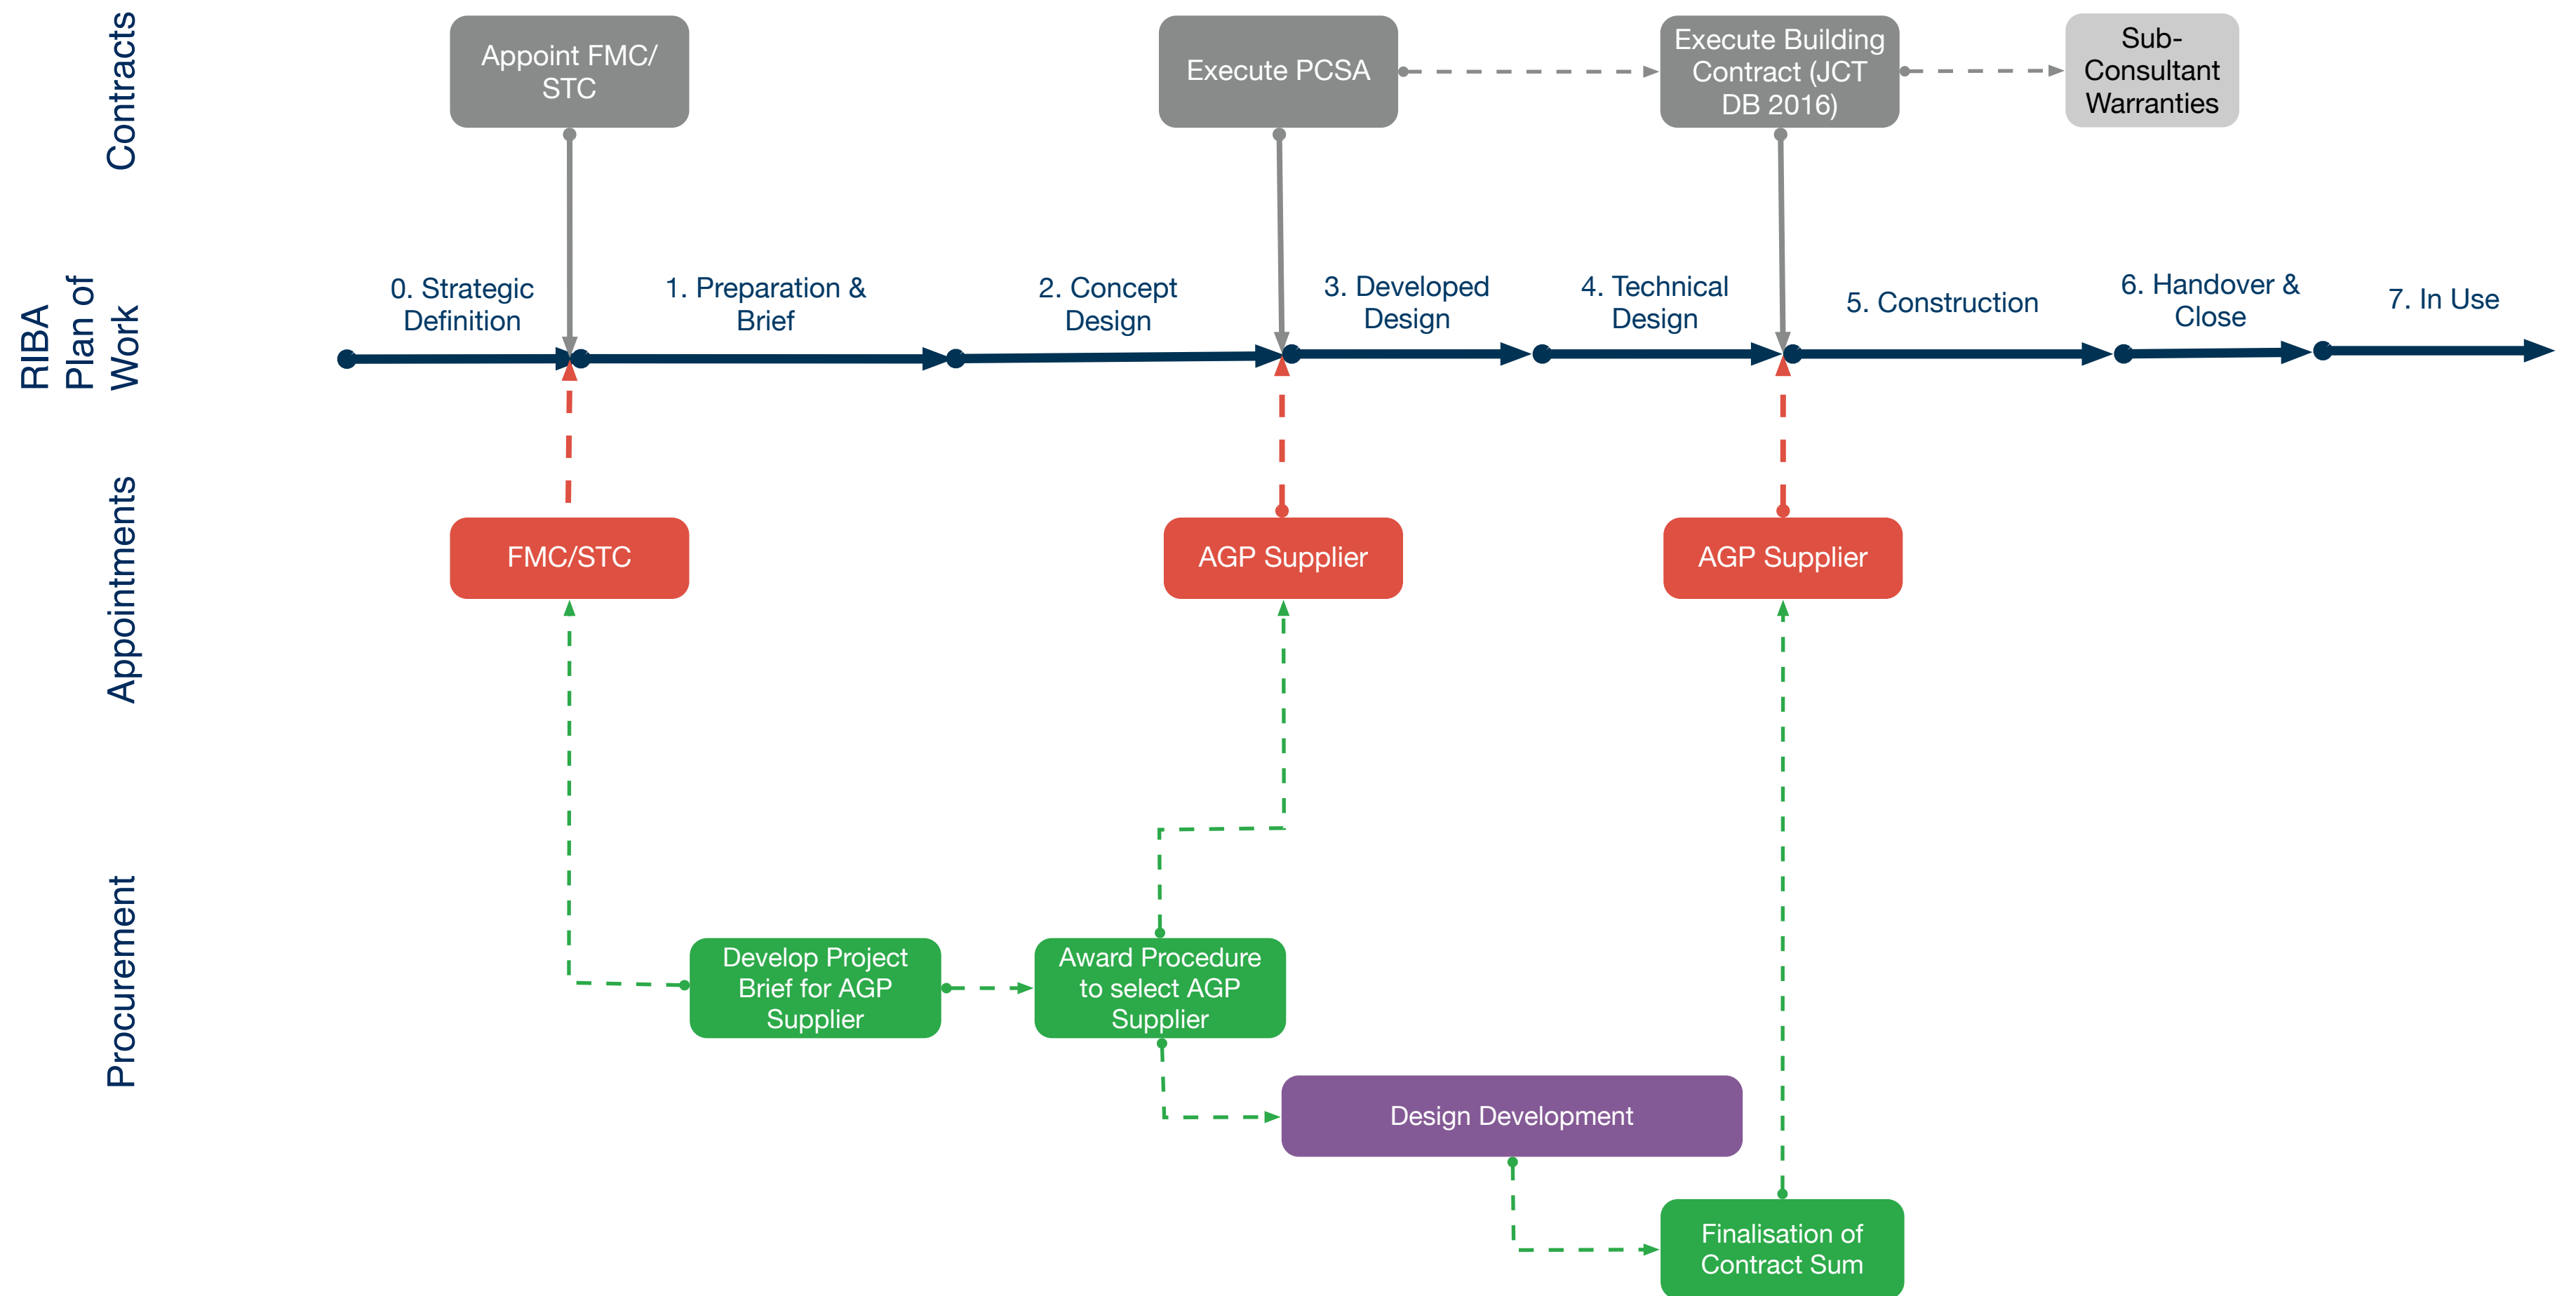 Contracts
Appoint FMC/
STC
Execute PCSA
Execute Building
Contract (JCT
DB 2016)
Sub-
Consultant
Warranties
RIBA
Plan of
Work
0. Strategic
Definition
1. Preparation &
Brief
2. Concept
Design
3. Developed
Design
4. Technical
Design
5. Construction
6. Handover &
Close
7. In Use
Appointments
FMC/STC
AGP Supplier
AGP Supplier
Procurement
Develop Project
Brief for AGP
Supplier
Award Procedure
to select AGP
Supplier
Design Development
Finalisation of
Contract Sum